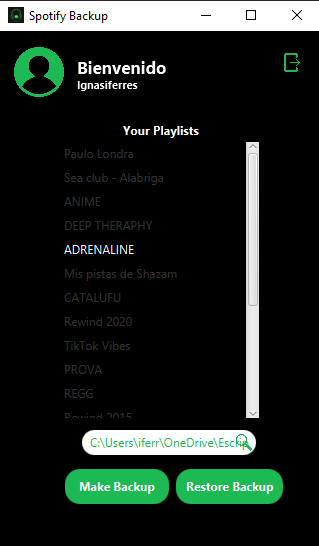 Spotify Backup
Bienvenido
Ignasiferres
Your Playlists
Paulo Londra
Sea club - Alabriga
ANIME
DEEP THERAPHY
ADRENALINE
Mis pistas de Shazam
CATALUFU
Rewind 2020
TikTok Vibes
PROVA
REGG
Rewind 2015
C:\Users\iferr\OneDrive\Escrip
Make Backup
Restore Backup